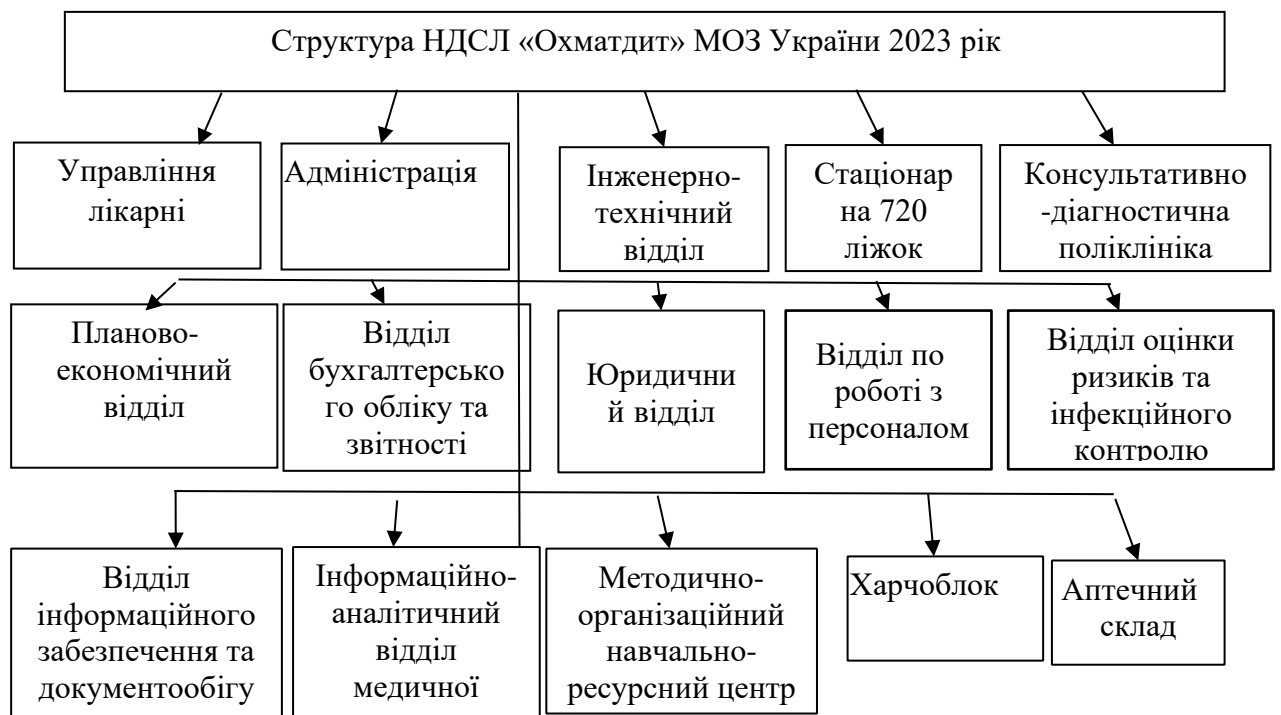 Структура НДСЛ «Охматдит» МОЗ України 2023 рік
Управління
лікарні
Адміністрація
Інженерно-
технічний
відділ
Стаціонар
на 720
ліжок
Консультативно
-діагностична
поліклініка
Планово-
економічний
відділ
Відділ
бухгалтерсько
го обліку та
звітності
Юридични
й відділ
Відділ по
роботі з
персоналом
Відділ оцінки
ризиків та
інфекційного
контролю
Відділ
інформаційного
забезпечення та
документообігу
Інформаційно-
аналітичний
відділ
медичної
Методично-
організаційний
навчально-
ресурсний центр
Харчоблок
Аптечний
склад